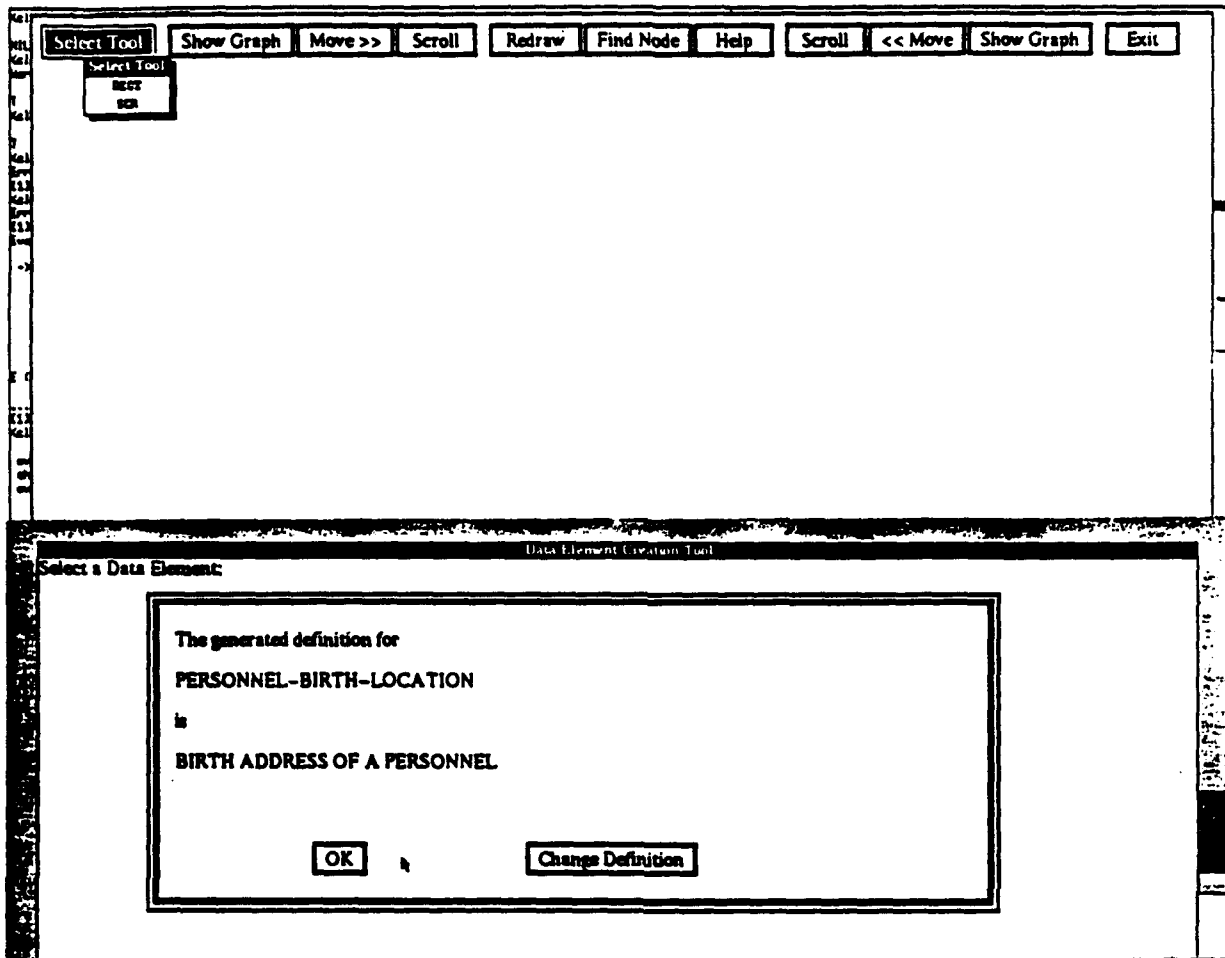 Select Tool Show Graph Move >> Scroll Redraw Find Node Help Scroll << Move Show Graph Exit
Select Tool
RECT
SCR
Data Element Creation Tool
Select a Data Element:
The generated definition for
PERSONNEL-BIRTH-LOCATION
is
BIRTH ADDRESS OF A PERSONNEL
OK Change Definition